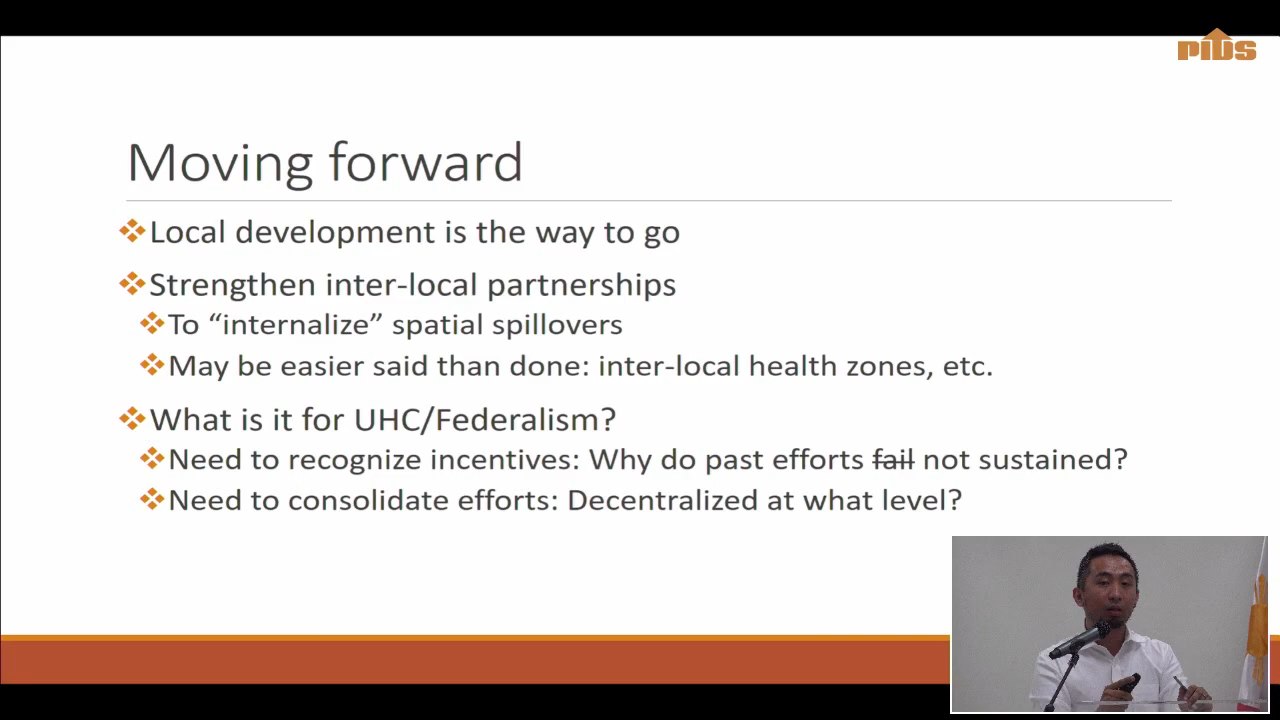 PIDS
Moving forward
Local development is the way to go
Strengthen inter-local partnerships
To “internalize” spatial spillovers
May be easier said than done: inter-local health zones, etc.
What is it for UHC/Federalism?
Need to recognize incentives: Why do past efforts fail not sustained?
Need to consolidate efforts: Decentralized at what level?